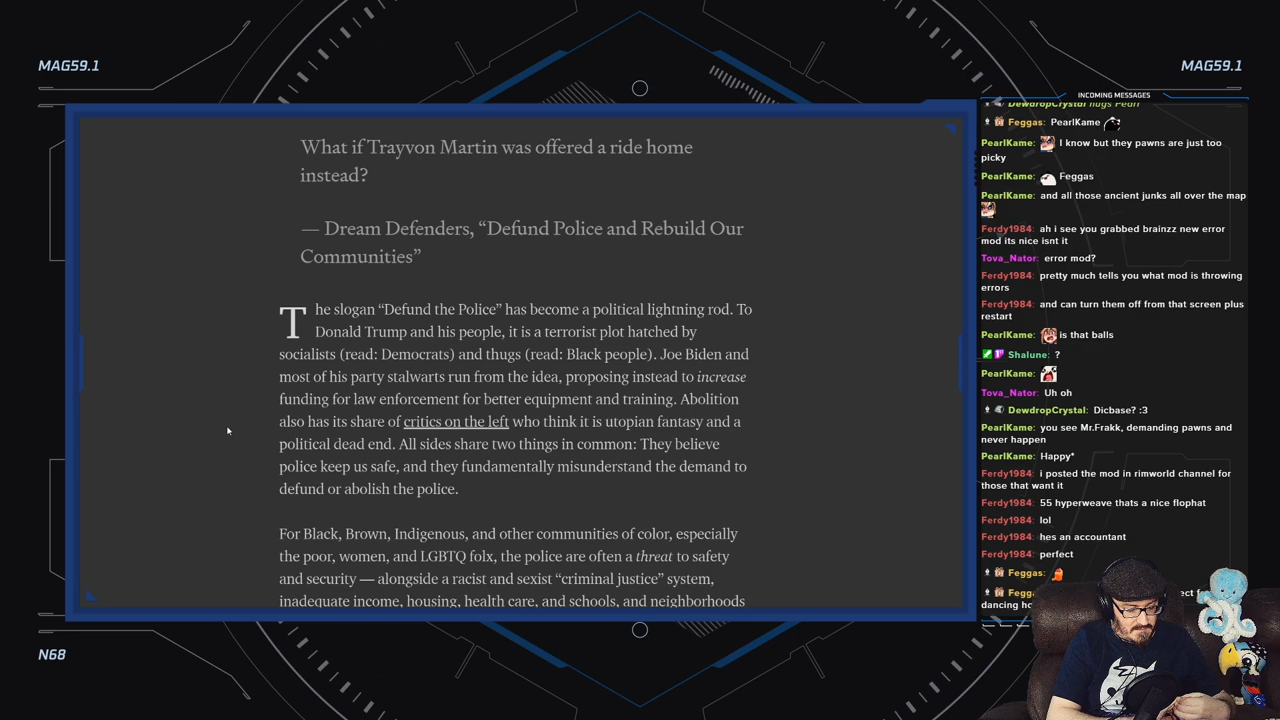 MAG59.1
MAG59.1
What if Trayvon Martin was offered a ride home
instead?
— Dream Defenders, “Defund Police and Rebuild Our
Communities”
The slogan “Defund the Police” has become a political lightning rod. To
Donald Trump and his people, it is a terrorist plot hatched by
socialists (read: Democrats) and thugs (read: Black people). Joe Biden and
most of his party stalwarts run from the idea, proposing instead to increase
funding for law enforcement for better equipment and training. Abolition
also has its share of critics on the left who think it is utopian fantasy and a
political dead end. All sides share two things in common: They believe
police keep us safe, and they fundamentally misunderstand the demand to
defund or abolish the police.
For Black, Brown, Indigenous, and other communities of color, especially
the poor, women, and LGBTQ folx, the police are often a threat to safety
and security — alongside a racist and sexist “criminal justice” system,
inadequate income, housing, health care, and schools, and neighborhoods
N68
INCOMING MESSAGES
DewdropCrystal hugs Pearl
Feggas: PearlKame
PearlKame: I know but they pawns are just too
picky
PearlKame: Feggas
PearlKame: and all those ancient junks all over the map
Ferdy1984: ah i see you grabbed brainzz new error
mod its nice isnt it
Tova_Nator: error mod?
Ferdy1984: pretty much tells you what mod is throwing
errors
Ferdy1984: and can turn them off from that screen plus
restart
PearlKame: is that balls
Shalune: ?
PearlKame:
Tova_Nator: Uh oh
DewdropCrystal: Dicbase? :3
PearlKame: you see Mr.Frakk, demanding pawns and
never happen
PearlKame: Happy*
Ferdy1984: i posted the mod in rimworld channel for
those that want it
Ferdy1984: 55 hyperweave thats a nice flophat
Ferdy1984: lol
Ferdy1984: hes an accountant
Ferdy1984: perfect
Feggas:
dancing